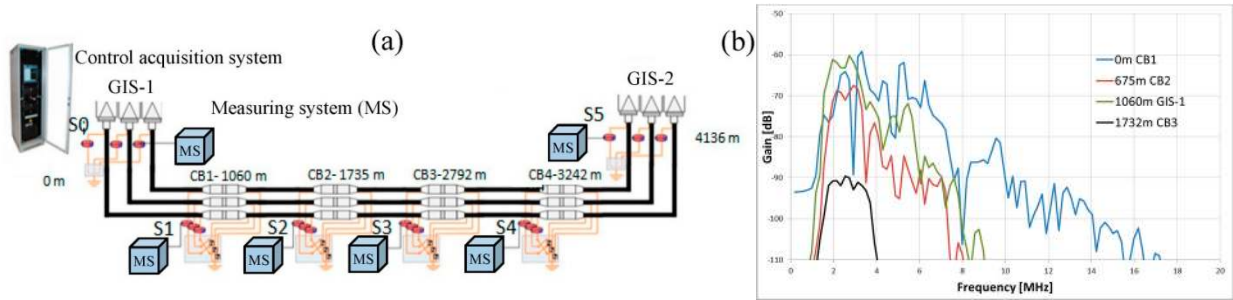 (a)
Control acquisition system
GIS-1
GIS-2
Measuring system (MS)
S0
S5
MS
MS
4136 m
0 m
CB1- 1060 m
CB2- 1735 m
CB3-2792 m
CB4-3242 m
S1
S2
S3
S4
MS
MS
MS
MS
(b)
-50
-60
-70
-80
-90
-100
-110
Gain [dB]
0m CB1
675m CB2
1060m GIS-1
1732m CB3
0 2 4 6 8 10 12 14 16 18 20
Frequency [MHz]